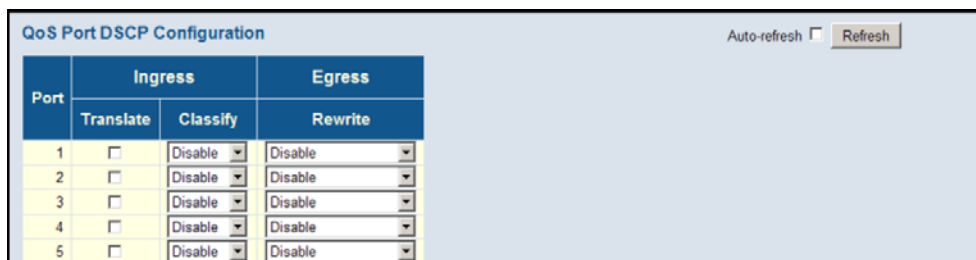 QoS Port DSCP Configuration
Auto-refresh Refresh
Port Ingress Egress
Translate Classify Rewrite
1 Disable Disable
2 Disable Disable
3 Disable Disable
4 Disable Disable
5 Disable Disable